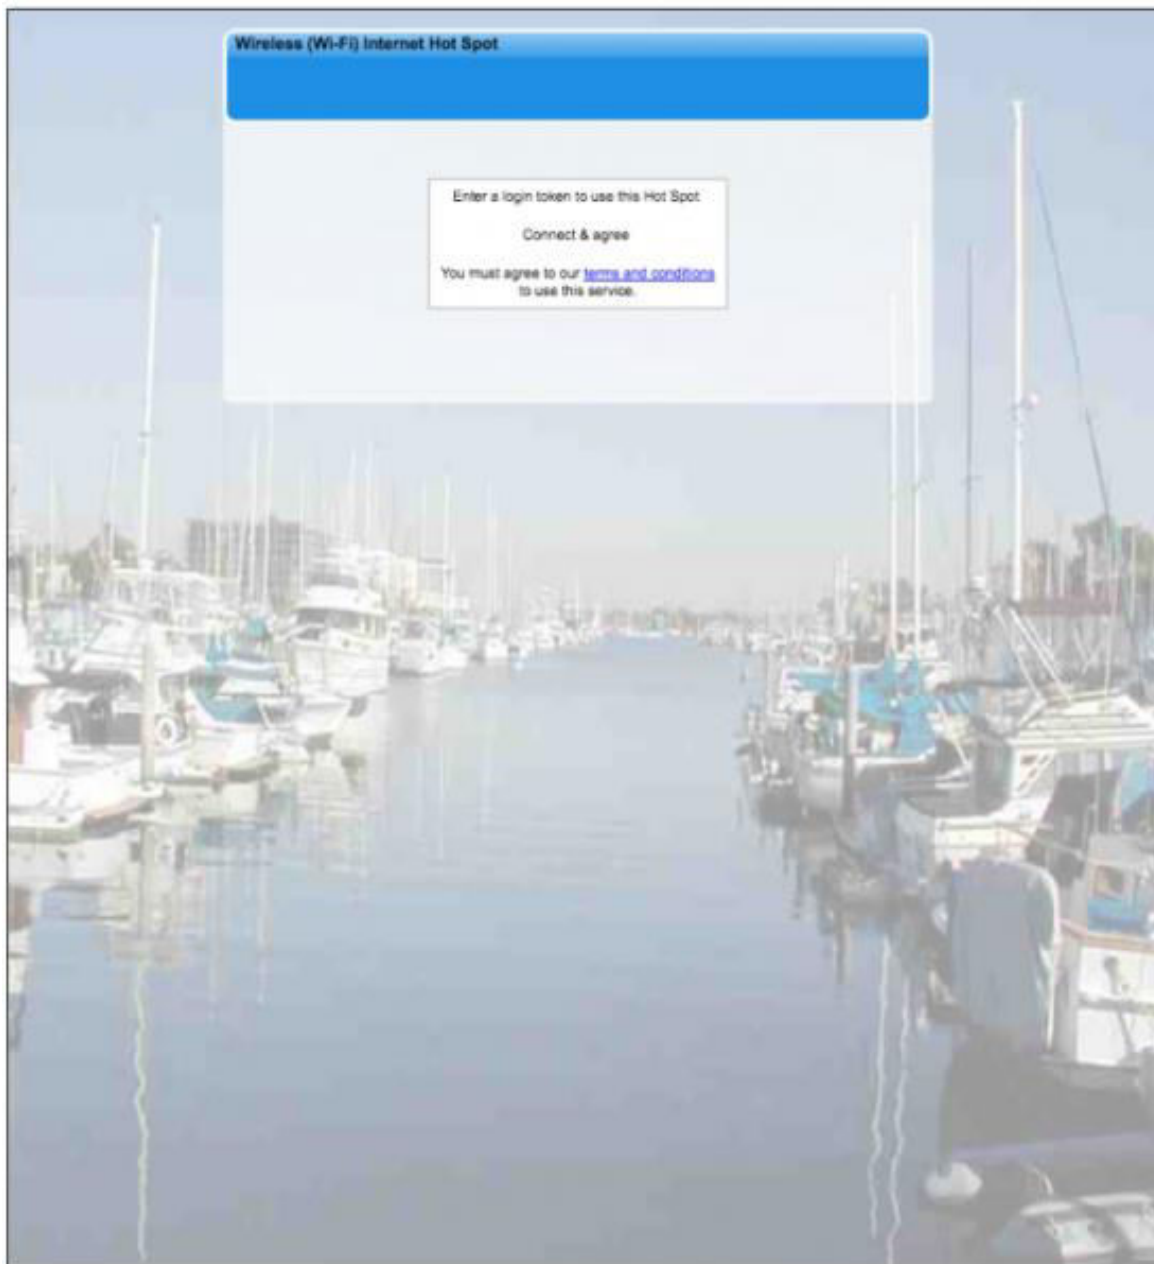 Wireless (Wi-Fi) Internet Hot Spot
Enter a login token to use this Hot Spot
Connect & agree
You must agree to our terms and conditions
to use this service.